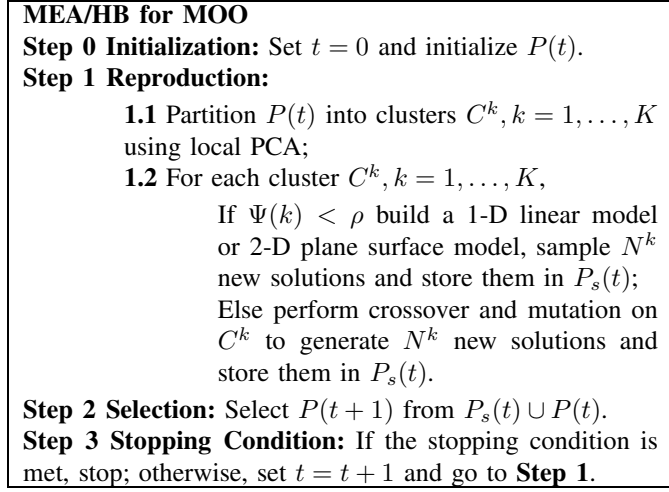 MEA/HB for MOO
Step 0 Initialization: Set t = 0 and initialize P(t).
Step 1 Reproduction:
1.1 Partition P(t) into clusters C^k, k = 1, . . . , K
using local PCA;
1.2 For each cluster C^k, k = 1, . . . , K,
If Ψ(k) < ρ build a 1-D linear model
or 2-D plane surface model, sample N^k
new solutions and store them in P_s(t);
Else perform crossover and mutation on
C^k to generate N^k new solutions and
store them in P_s(t).
Step 2 Selection: Select P(t + 1) from P_s(t) ∪ P(t).
Step 3 Stopping Condition: If the stopping condition is
met, stop; otherwise, set t = t + 1 and go to Step 1.